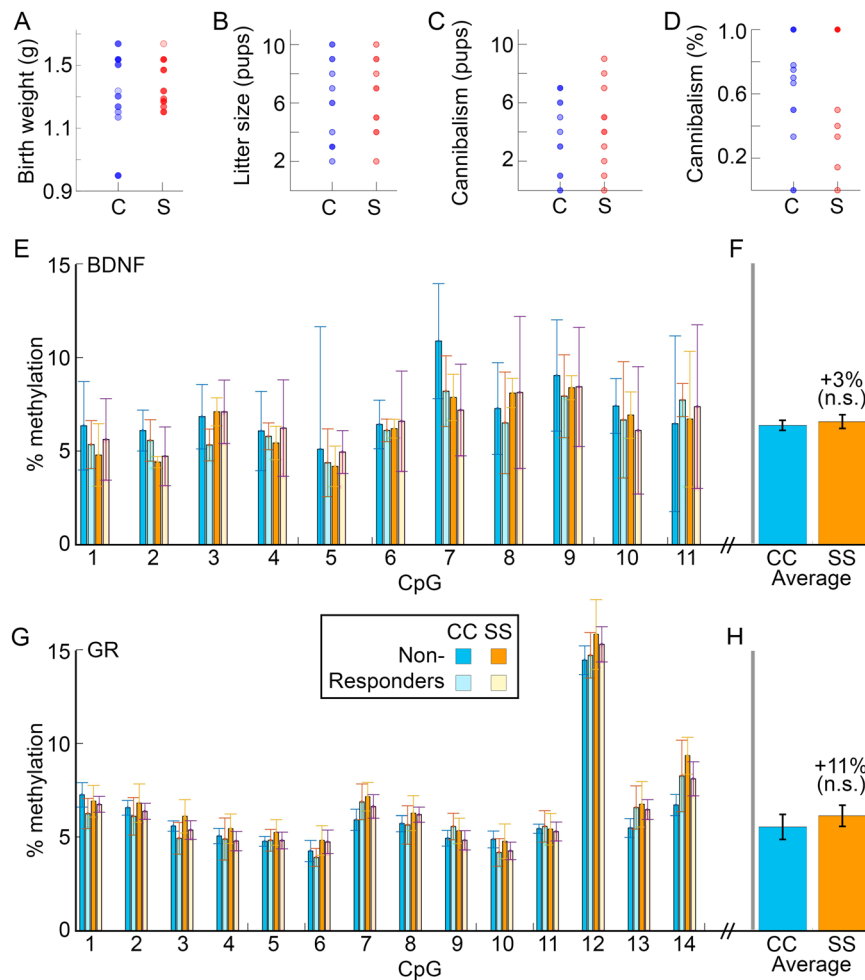 A
Birth weight (g)
1.5
1.3
1.1
0.9
C S
B
Litter size (pups)
10
6
2
C S
C
Cannibalism (pups)
10
6
2
C S
D
Cannibalism (%)
1.0
0.6
0.2
C S
E
BDNF
% methylation
15
10
5
0
1 2 3 4 5 6 7 8 9 10 11
CpG
F
+3%
(n.s.)
CC SS
Average
G
GR
% methylation
15
10
5
0
1 2 3 4 5 6 7 8 9 10 11 12 13 14
CpG
CC SS
Non-
Responders
H
+11%
(n.s.)
CC SS
Average